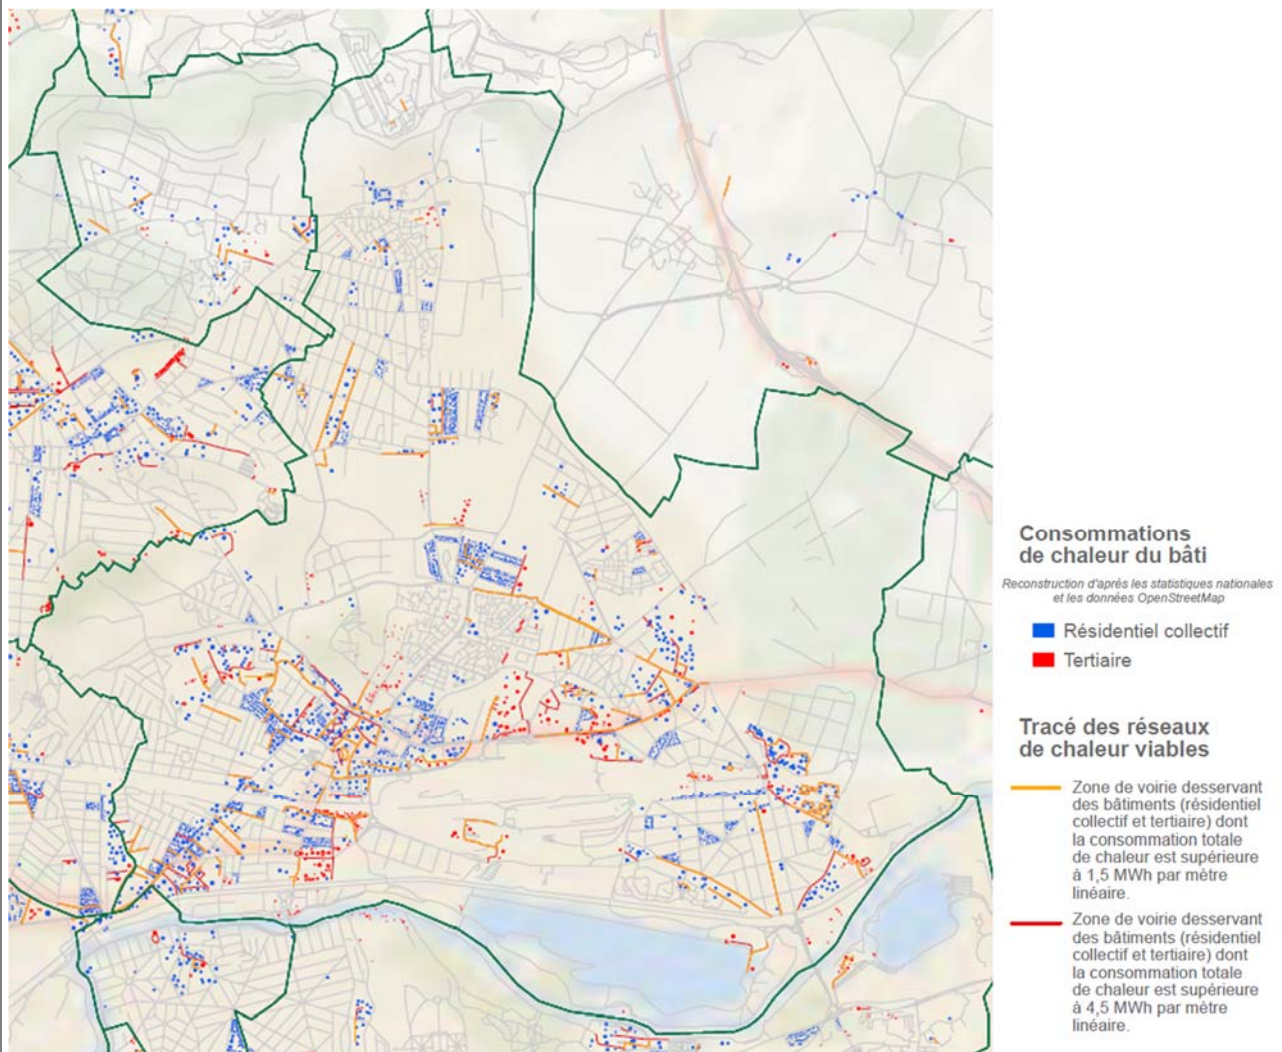 Consommations
de chaleur du bâti
Reconstruction d'après les statistiques nationales
et les données OpenStreetMap
Résidentiel collectif
Tertiaire
Tracé des réseaux
de chaleur viables
Zone de voirie desservant
des bâtiments (résidentiel
collectif et tertiaire) dont
la consommation totale
de chaleur est supérieure
à 1,5 MWh par mètre
linéaire.
Zone de voirie desservant
des bâtiments (résidentiel
collectif et tertiaire) dont
la consommation totale
de chaleur est supérieure
à 4,5 MWh par mètre
linéaire.